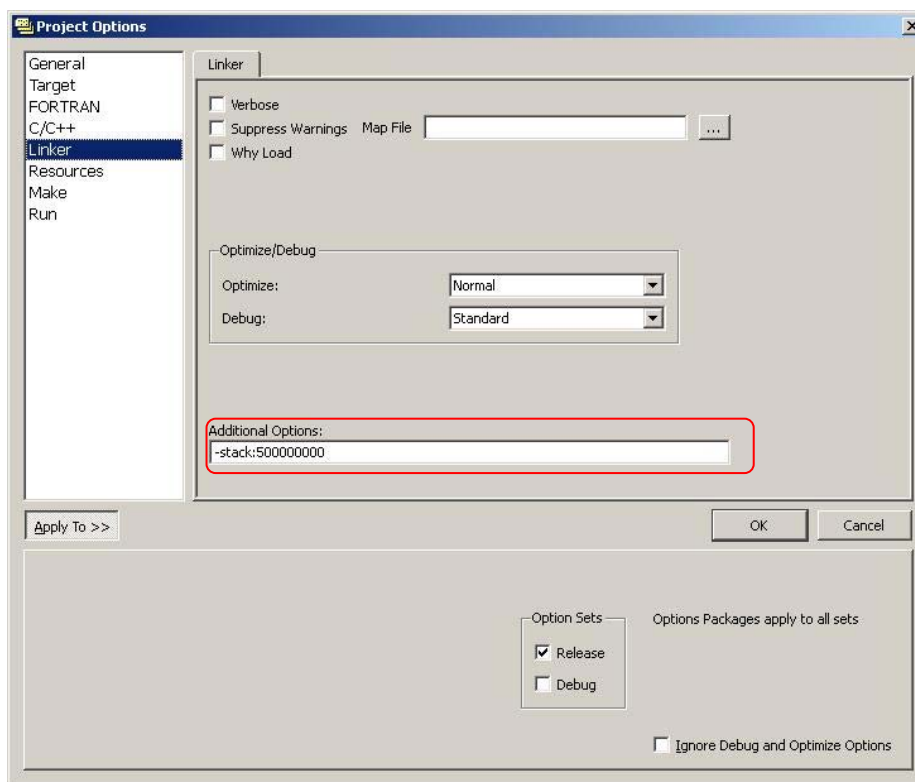 Project Options
General
Target
FORTRAN
C/C++
Linker
Resources
Make
Run
Linker
Verbose
Suppress Warnings Map File ...
Why Load
Optimize/Debug
Optimize: Normal
Debug: Standard
Additional Options:
-stack:500000000
Apply To >> OK Cancel
Option Sets Options Packages apply to all sets
Release
Debug
Ignore Debug and Optimize Options